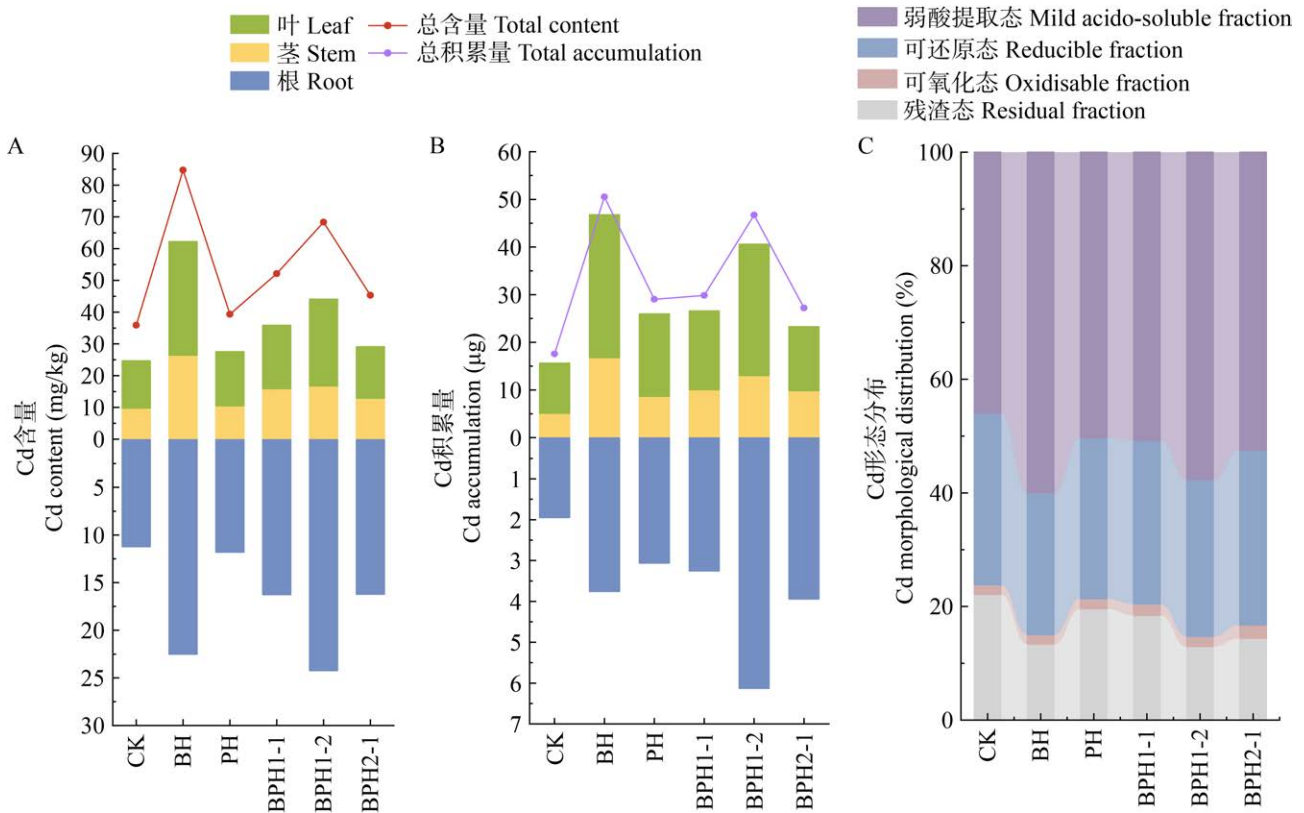 叶 Leaf
茎 Stem
根 Root
总含量 Total content
总积累量 Total accumulation
弱酸提取态 Mild acido-soluble fraction
可还原态 Reducible fraction
可氧化态 Oxidisable fraction
残渣态 Residual fraction
A
Cd含量
Cd content (mg/kg)
90
80
70
60
50
40
30
20
10
0
5
10
15
20
25
30
CK
BH
PH
BPH1-1
BPH1-2
BPH2-1
B
Cd积累量
Cd accumulation (μg)
60
50
40
30
20
10
0
1
2
3
4
5
6
7
CK
BH
PH
BPH1-1
BPH1-2
BPH2-1
C
Cd形态分布
Cd morphological distribution (%)
100
80
60
40
20
0
CK
BH
PH
BPH1-1
BPH1-2
BPH2-1